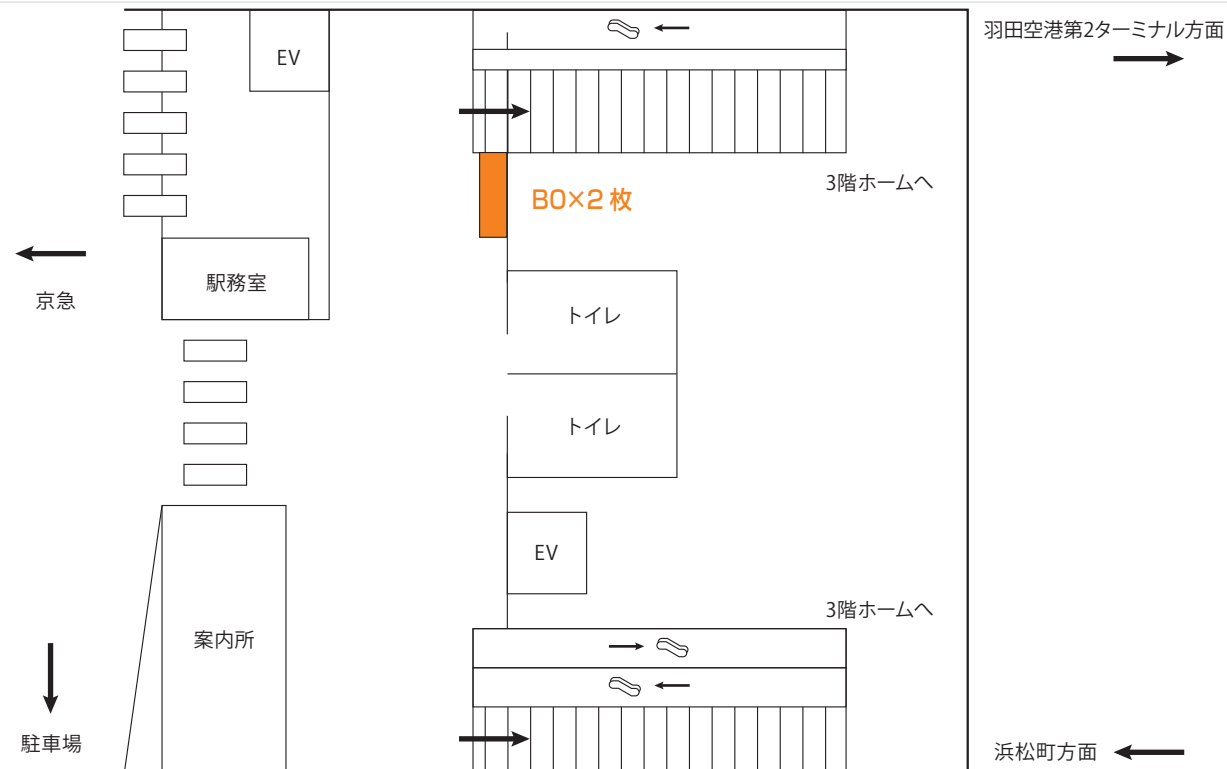 羽田空港第2ターミナル方面
EV
3階ホームへ
B0×2 枚
京急
駅務室
トイレ
トイレ
EV
3階ホームへ
案内所
駐車場
浜松町方面